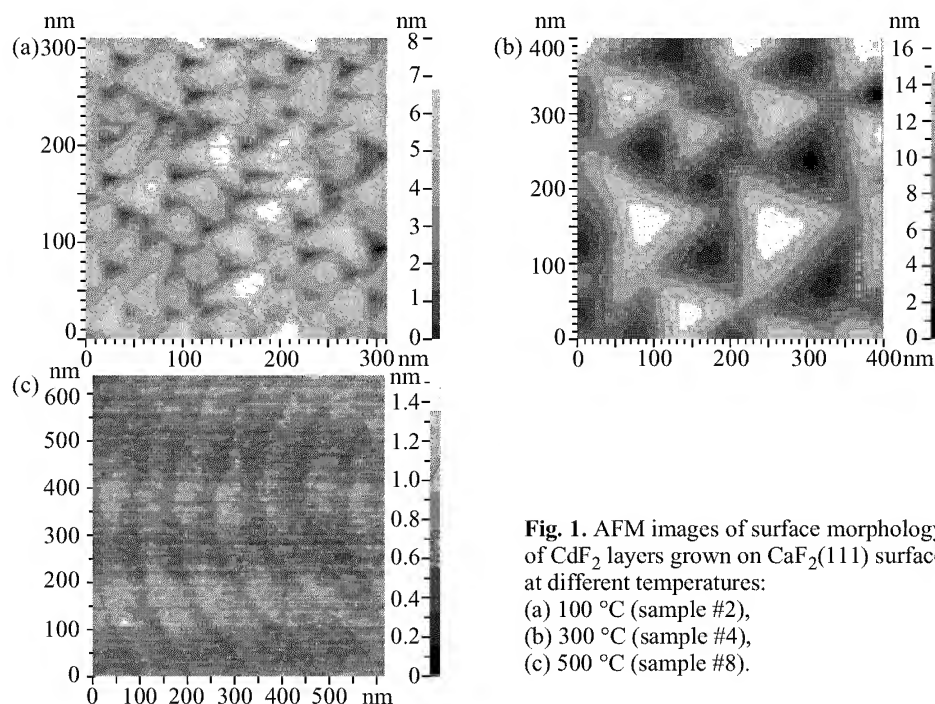 nm
(a)
300
200
100
0
0 100 200 300 nm
nm
8
7
6
5
4
3
2
1
0
nm
(b)
400
300
200
100
0
0 100 200 300 400 nm
nm
16
14
12
10
8
6
4
2
0
nm
(c)
600
500
400
300
200
100
0
0 100 200 300 400 500 nm
nm
1.4
1.2
1.0
0.8
0.6
0.4
0.2
0
Fig. 1. AFM images of surface morphology
of CdF2 layers grown on CaF2(111) surface
at different temperatures:
(a) 100 °C (sample #2),
(b) 300 °C (sample #4),
(c) 500 °C (sample #8).